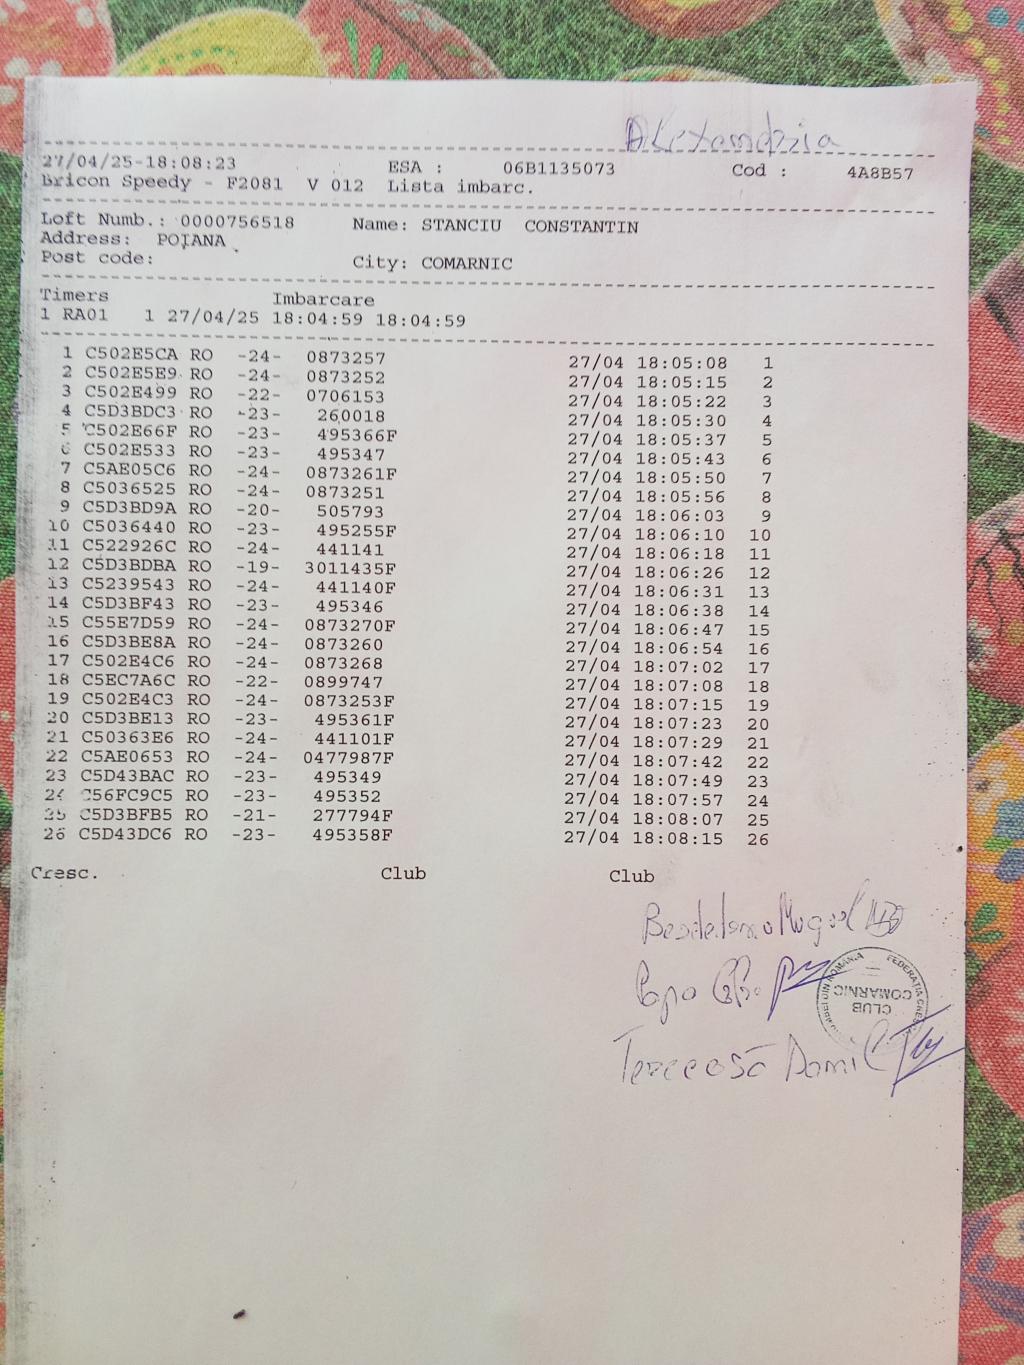 Alexandria
27/04/25-18:08:23 ESA : 06B1135073 Cod : 4A8B57
Bricon Speedy - F2081 V 012 Lista imbarc.
Loft Numb.: 0000756518 Name: STANCIU CONSTANTIN
Address: POIANA
Post code: City: COMARNIC
Timers Imbarcare
1 RA01 1 27/04/25 18:04:59 18:04:59
1 C502E5CA RO -24- 0873257 27/04 18:05:08 1
2 C502E5E9 RO -24- 0873252 27/04 18:05:15 2
3 C502E499 RO -22- 0706153 27/04 18:05:22 3
4 C5D3BDC3 RO -23- 260018 27/04 18:05:30 4
5 C502E66F RO -23- 495366F 27/04 18:05:37 5
6 C502E533 RO -23- 495347 27/04 18:05:43 6
7 C5AE05C6 RO -24- 0873261F 27/04 18:05:50 7
8 C5036525 RO -24- 0873251 27/04 18:05:56 8
9 C5D3BD9A RO -20- 505793 27/04 18:06:03 9
10 C5036440 RO -23- 495255F 27/04 18:06:10 10
11 C522926C RO -24- 441141 27/04 18:06:18 11
12 C5D3BDBA RO -19- 3011435F 27/04 18:06:26 12
13 C5239543 RO -24- 441140F 27/04 18:06:31 13
14 C5D3BF43 RO -23- 495346 27/04 18:06:38 14
15 C55E7D59 RO -24- 0873270F 27/04 18:06:47 15
16 C5D3BE8A RO -24- 0873260 27/04 18:06:54 16
17 C502E4C6 RO -24- 0873268 27/04 18:07:02 17
18 C5EC7A6C RO -22- 0899747 27/04 18:07:08 18
19 C502E4C3 RO -24- 0873253F 27/04 18:07:15 19
20 C5D3BE13 RO -23- 495361F 27/04 18:07:23 20
21 C50363E6 RO -24- 441101F 27/04 18:07:29 21
22 C5AE0653 RO -24- 0477987F 27/04 18:07:42 22
23 C5D43BAC RO -23- 495349 27/04 18:07:49 23
24 C56FC9C5 RO -23- 495352 27/04 18:07:57 24
25 C5D3BFB5 RO -21- 277794F 27/04 18:08:07 25
26 C5D43DC6 RO -23- 495358F 27/04 18:08:15 26
Cresc. Club Club
Popa
DIN ROMANIA FEDERATIA
CLUB
COMARNIC